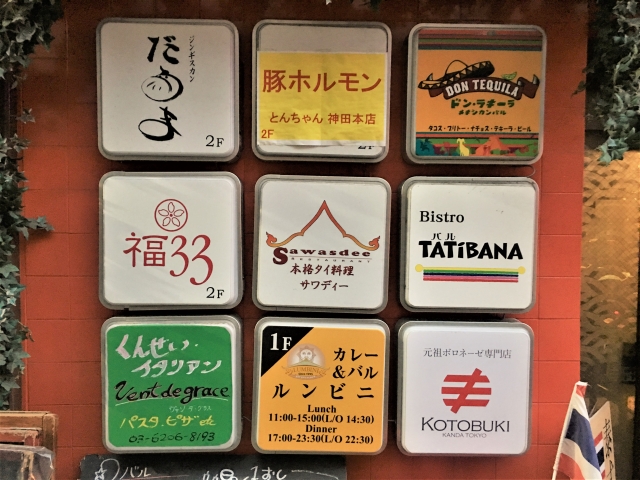 ジンギスカン
だるま
2F
豚ホルモン
とんちゃん 神田本店
2F
DON TEQUILA
ドン・テキーラ
メキシカンバル
タコス・ブリトー・イチョス・テキーラ・ビール
福33
2F
Sawasdee
RESTAURANT
本格タイ料理
サワディー
Bistro
バル
TATiBANA
くんせい・
イタリアン
Vent de grace
パスタ・ピザ etc
03-6206-8193
1F
カレー
&バル
ルンビニ
Lunch
11:00-15:00(L/O 14:30)
Dinner
17:00-23:30(L/O 22:30)
元祖ボロネーゼ専門店
KOTOBUKI
KANDA TOKYO
バル